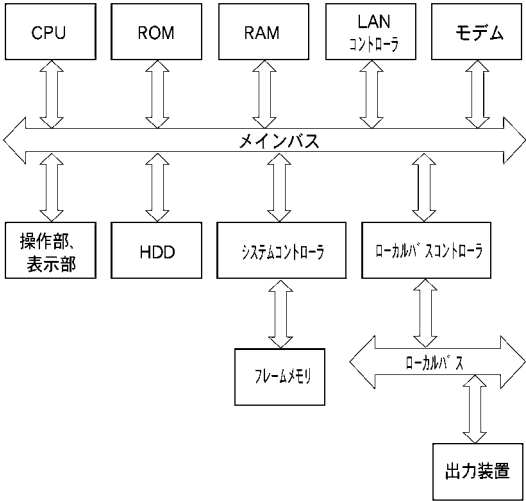 CPU
ROM
RAM
LAN
コントローラ
モデム
メインバス
操作部、
表示部
HDD
システムコントローラ
ローカルバスコントローラ
フレームメモリ
ローカルバス
出力装置